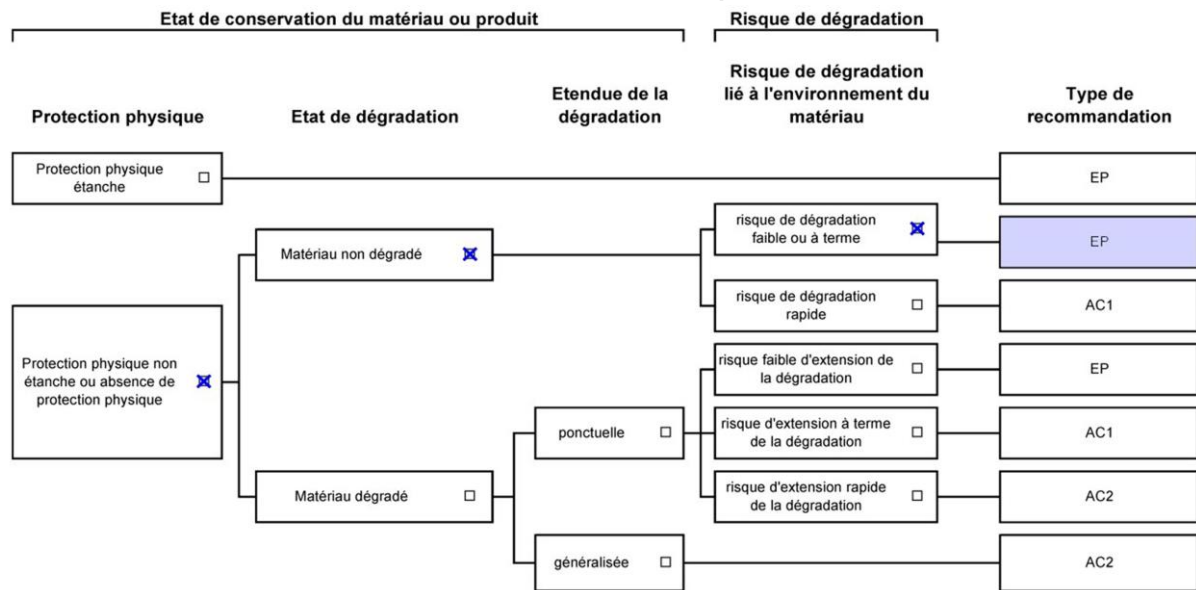 Etat de conservation du matériau ou produit
Risque de dégradation
Protection physique
Etat de dégradation
Etendue de la
dégradation
Risque de dégradation
lié à l'environnement du
matériau
Type de
recommandation
Protection physique
étanche
EP
Protection physique non
étanche ou absence de
protection physique
Matériau non dégradé
risque de dégradation
faible ou à terme
EP
risque de dégradation
rapide
AC1
Matériau dégradé
ponctuelle
risque faible d'extension de
la dégradation
EP
risque d'extension à terme
de la dégradation
AC1
risque d'extension rapide
de la dégradation
AC2
généralisée
AC2